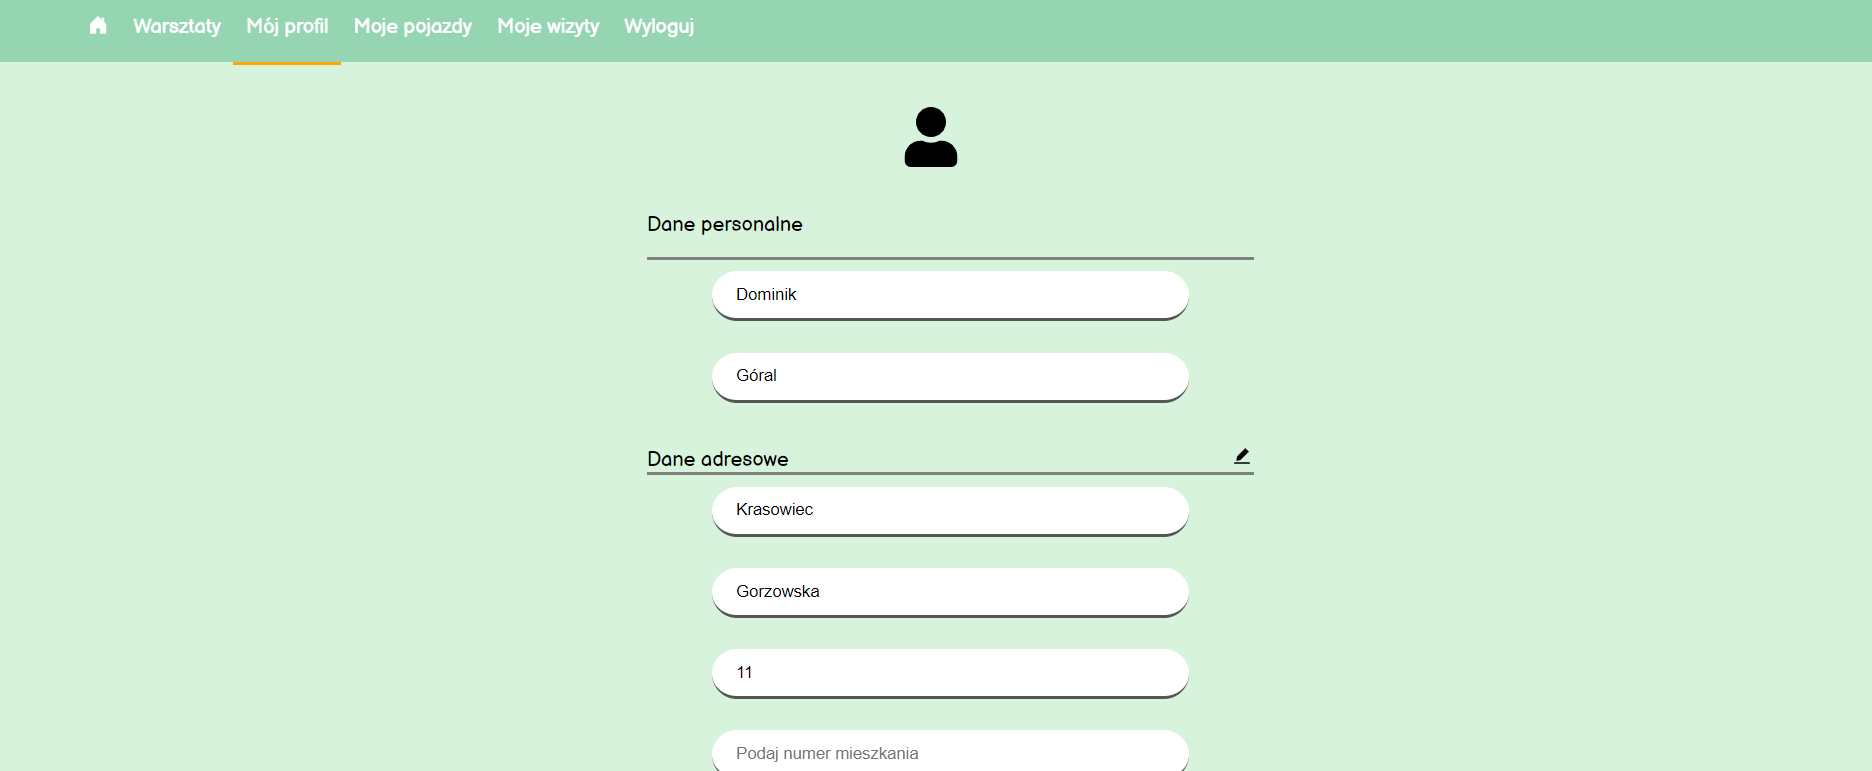 Warsztaty Mój profil Moje pojazdy Moje wizyty Wyloguj
Dane personalne
Dominik
Góral
Dane adresowe
Krasowiec
Gorzowska
11
Podaj numer mieszkania